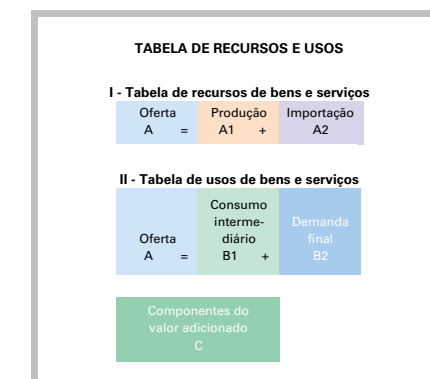 TABELA DE RECURSOS E USOS
I - Tabela de recursos de bens e serviços
Oferta Produção Importação
A = A1 + A2
II - Tabela de usos de bens e serviços
Consumo
interme- Demanda
Oferta diário final
A = B1 + B2
Componentes do
valor adicionado
C